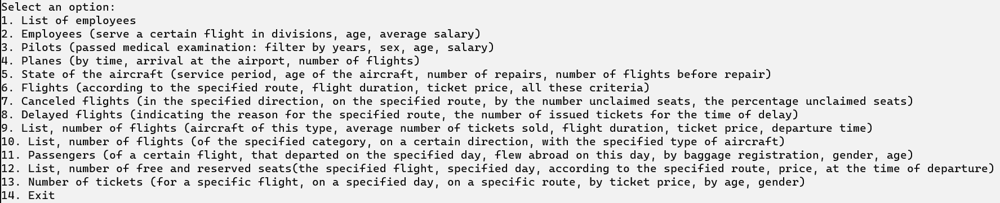 Select an option:
1. List of employees
2. Employees (serve a certain flight in divisions, age, average salary)
3. Pilots (passed medical examination: filter by years, sex, age, salary)
4. Planes (by time, arrival at the airport, number of flights)
5. State of the aircraft (service period, age of the aircraft, number of repairs, number of flights before repair)
6. Flights (according to the specified route, flight duration, ticket price, all these criteria)
7. Canceled flights (in the specified direction, on the specified route, by the number unclaimed seats, the percentage unclaimed seats)
8. Delayed flights (indicating the reason for the specified route, the number of issued tickets for the time of delay)
9. List, number of flights (aircraft of this type, average number of tickets sold, flight duration, ticket price, departure time)
10. List, number of flights (of the specified category, on a certain direction, with the specified type of aircraft)
11. Passengers (of a certain flight, that departed on the specified day, flew abroad on this day, by baggage registration, gender, age)
12. List, number of free and reserved seats(the specified flight, specified day, according to the specified route, price, at the time of departure)
13. Number of tickets (for a specific flight, on a specified day, on a specific route, by ticket price, by age, gender)
14. Exit